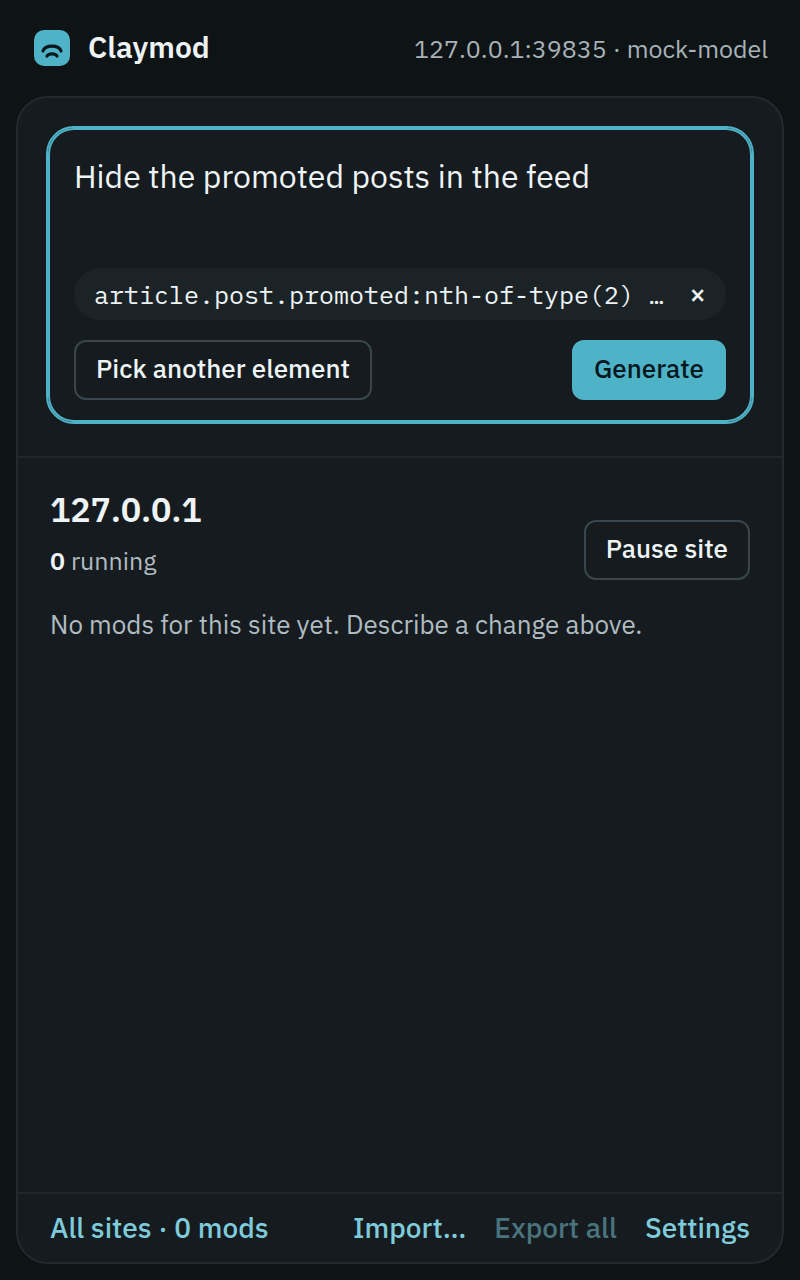 Claymod
127.0.0.1:39835 · mock-model
Hide the promoted posts in the feed
article.post.promoted:nth-of-type(2) … ×
Pick another element
Generate
127.0.0.1
0 running
Pause site
No mods for this site yet. Describe a change above.
All sites · 0 mods
Import…
Export all
Settings